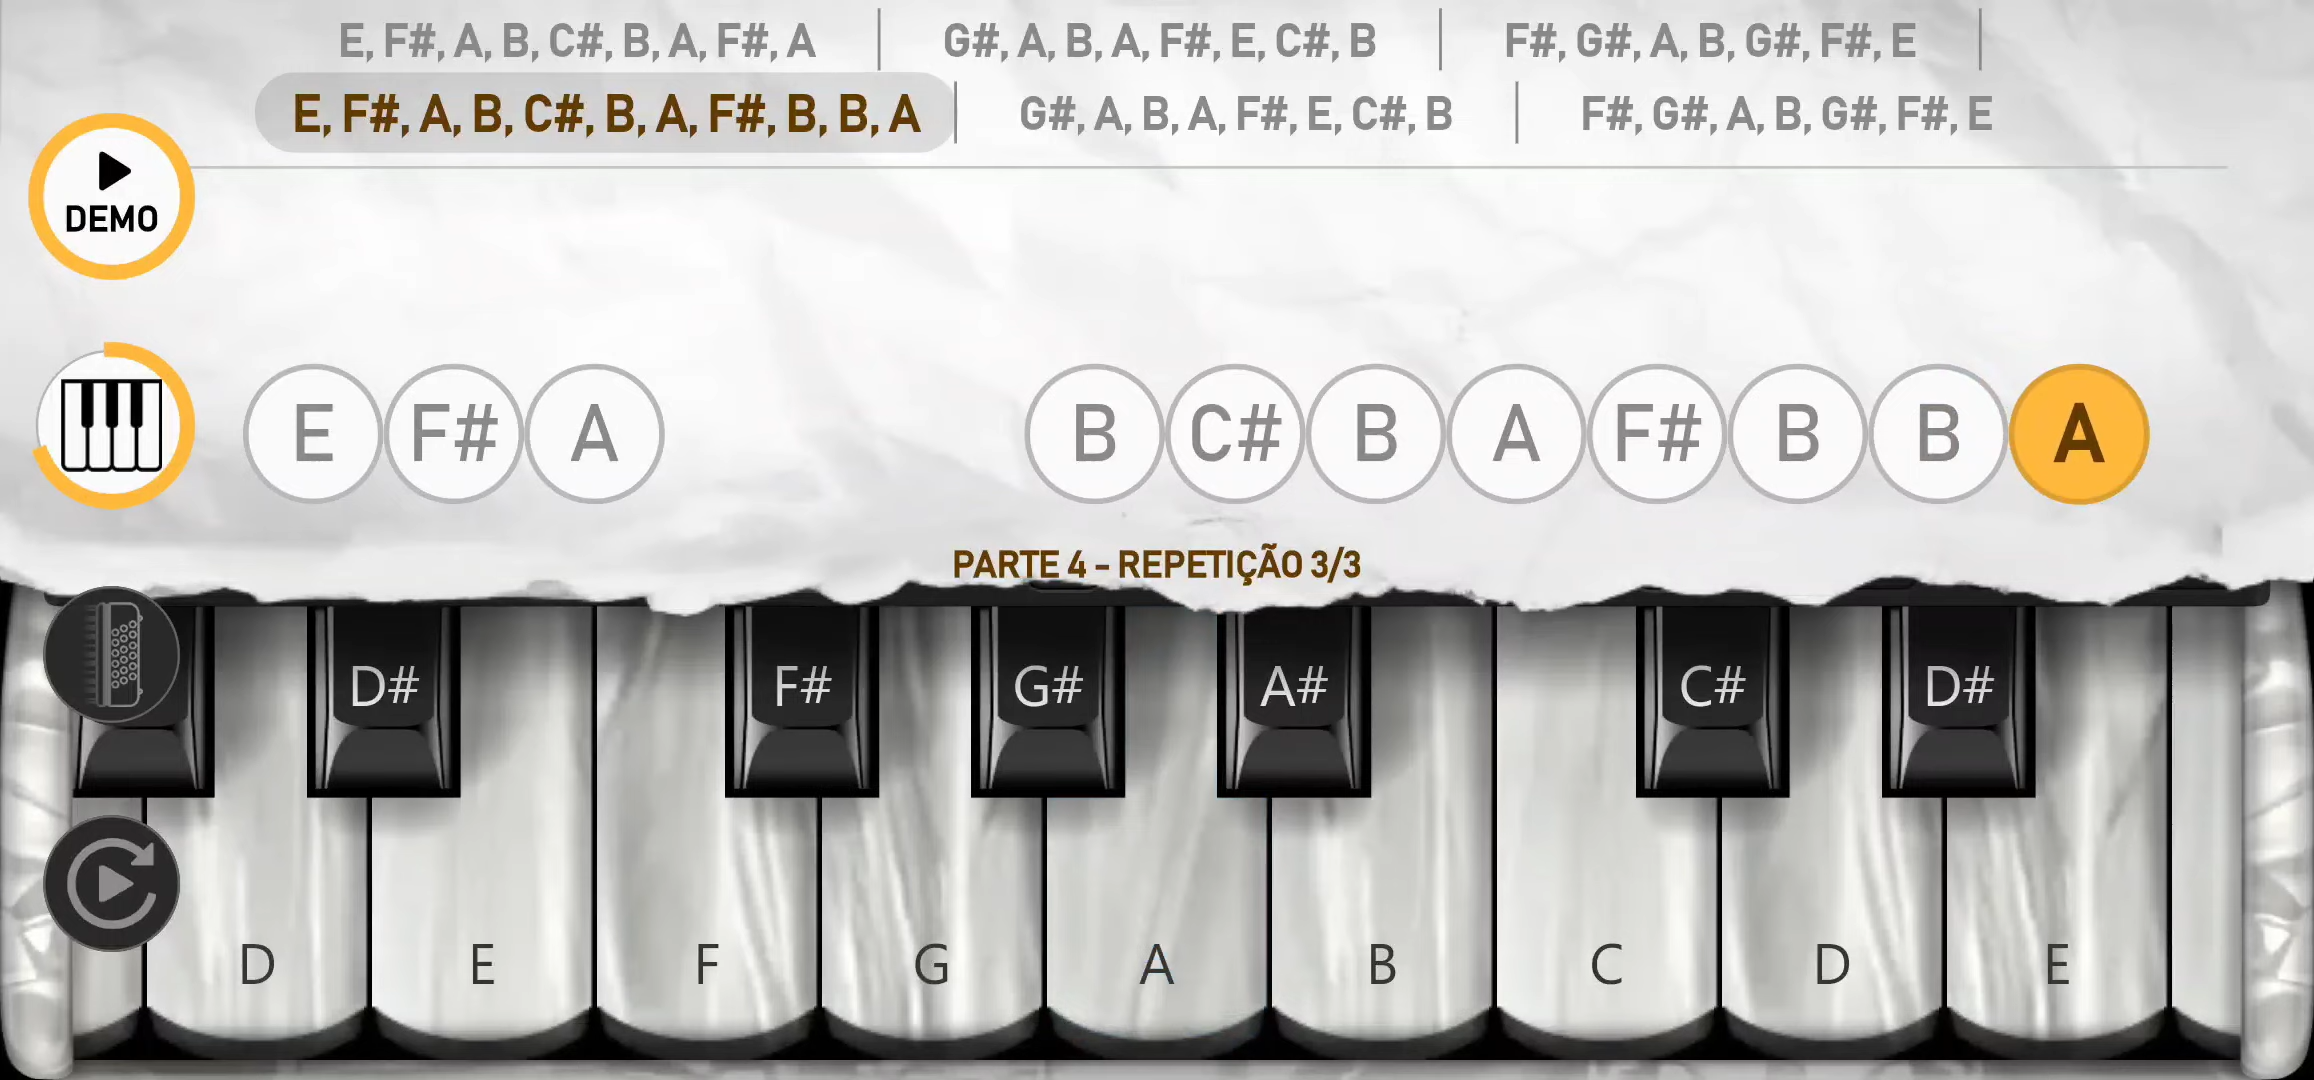 E, F#, A, B, C#, B, A, F#, A | G#, A, B, A, F#, E, C#, B | F#, G#, A, B, G#, F#, E |
E, F#, A, B, C#, B, A, F#, B, B, A | G#, A, B, A, F#, E, C#, B | F#, G#, A, B, G#, F#, E
DEMO
E F# A B C# B A F# B B A
PARTE 4 - REPETIÇÃO 3/3
D# F# G# A# C# D#
D E F G A B C D E